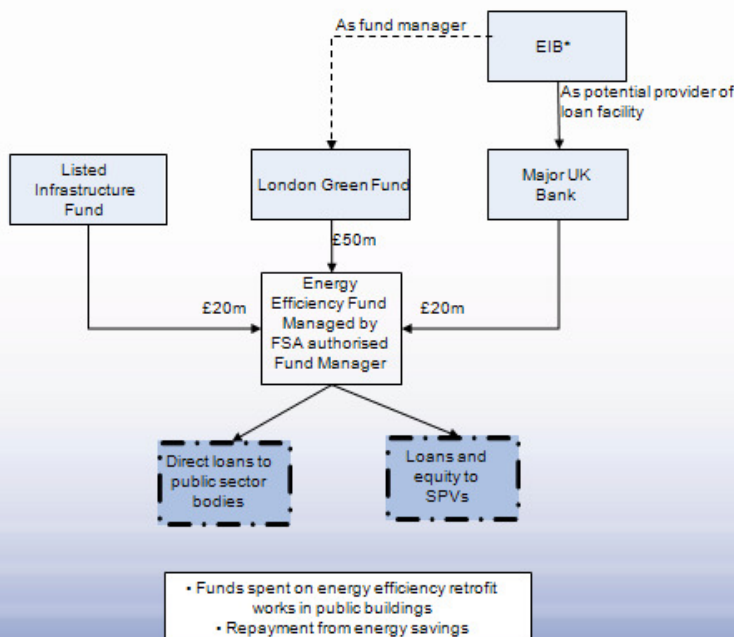 As fund manager
EIB*
As potential provider of
loan facility
Listed
Infrastructure
Fund
London Green Fund
Major UK
Bank
£50m
£20m
Energy
Efficiency Fund
Managed by
FSA authorised
Fund Manager
£20m
Direct loans to
public sector
bodies
Loans and
equity to
SPVs
• Funds spent on energy efficiency retrofit
works in public buildings
• Repayment from energy savings